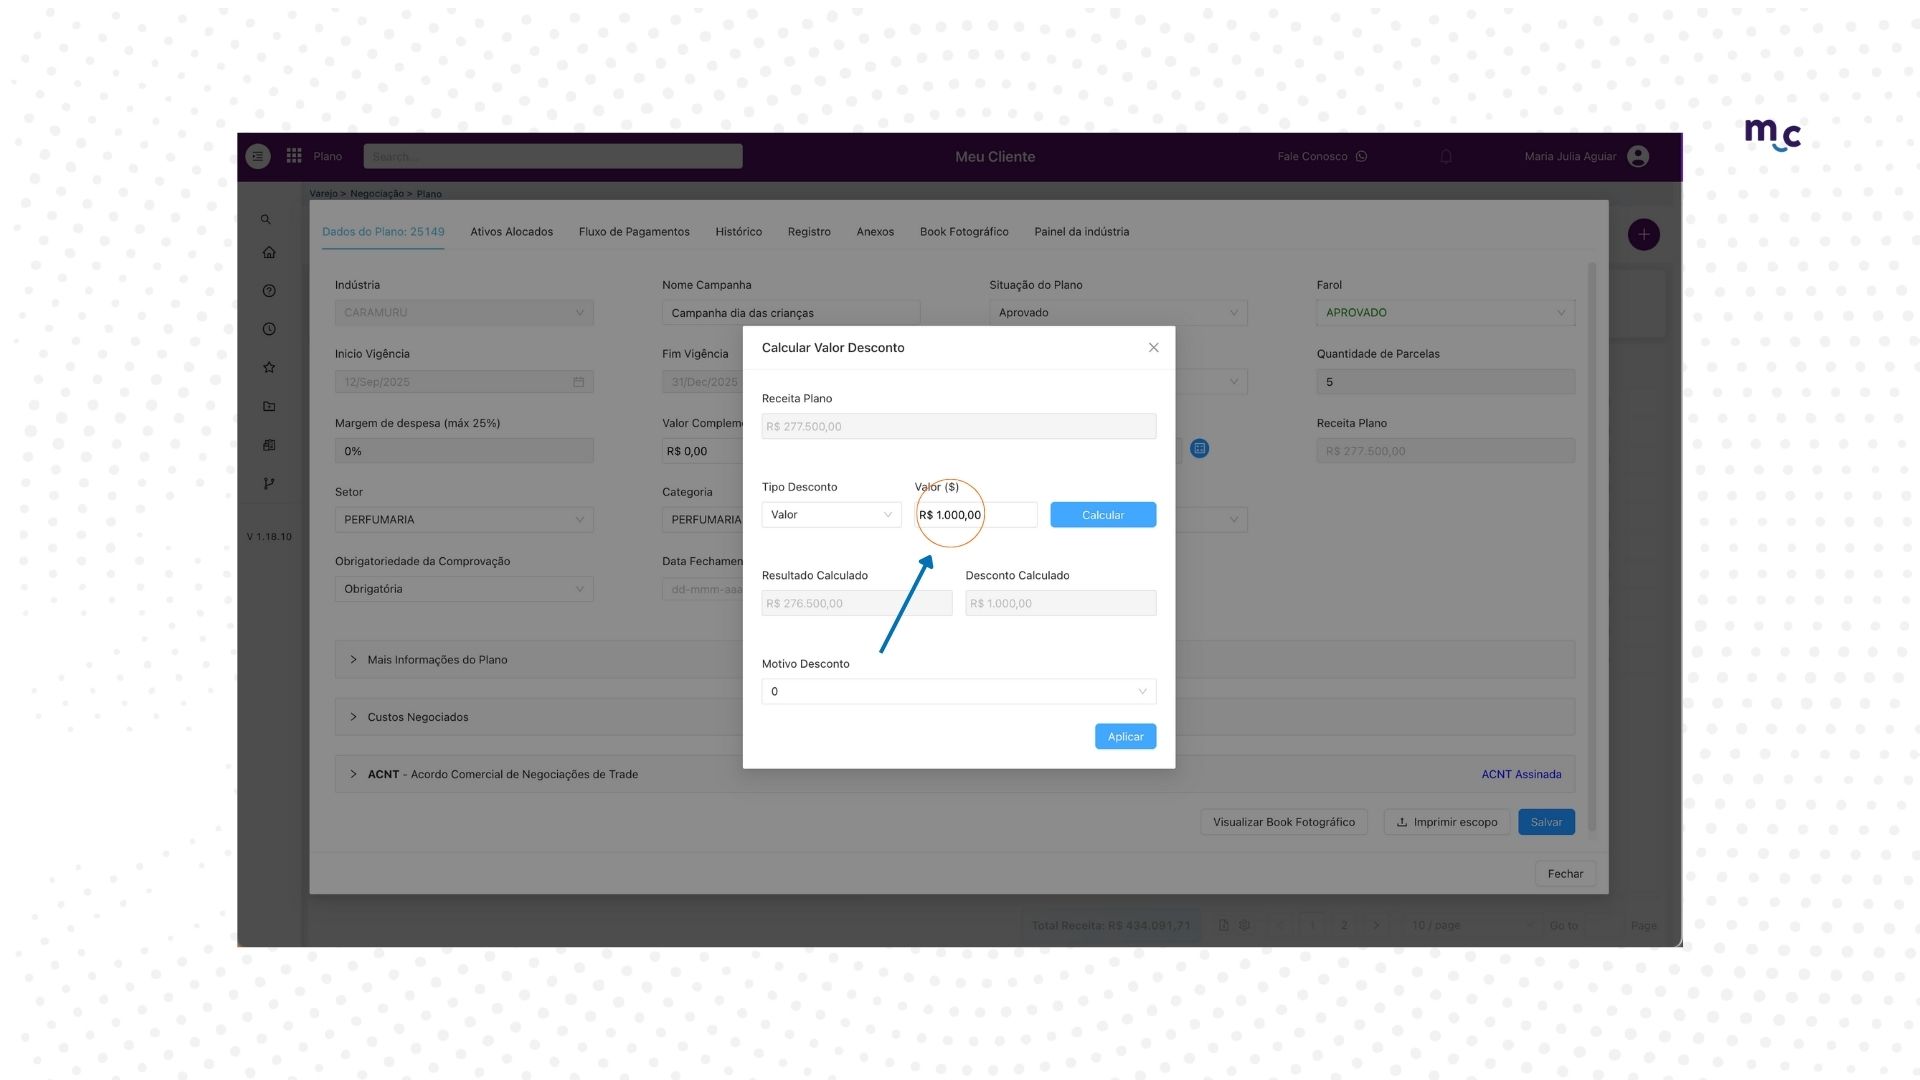 mc
Plano
Search...
Meu Cliente
Fale Conosco
Maria Julia Aguiar
Varejo > Negociação > Plano
Dados do Plano: 25149
Ativos Alocados
Fluxo de Pagamentos
Histórico
Registro
Anexos
Book Fotográfico
Painel da indústria
Indústria
CARAMURU
Nome Campanha
Campanha dia das crianças
Situação do Plano
Aprovado
Farol
APROVADO
Inicio Vigência
12/Sep/2025
Fim Vigência
31/Dec/2025
Quantidade de Parcelas
5
Margem de despesa (máx 25%)
0%
Valor Complem
R$ 0,00
Receita Plano
R$ 277.500,00
Setor
PERFUMARIA
Categoria
PERFUMARIA
V 1.18.10
Obrigatoriedade da Comprovação
Obrigatória
Data Fechamen
dd-mmm-aaa
Calcular Valor Desconto
Receita Plano
R$ 277.500,00
Tipo Desconto
Valor
Valor ($)
R$ 1.000,00
Calcular
Resultado Calculado
R$ 276.500,00
Desconto Calculado
R$ 1.000,00
Motivo Desconto
0
Aplicar
Mais Informações do Plano
Custos Negociados
ACNT - Acordo Comercial de Negociações de Trade
ACNT Assinada
Visualizar Book Fotográfico
Imprimir escopo
Salvar
Fechar
Total Receita: R$ 434.091,71
1
2
10 / page
Go to
Page